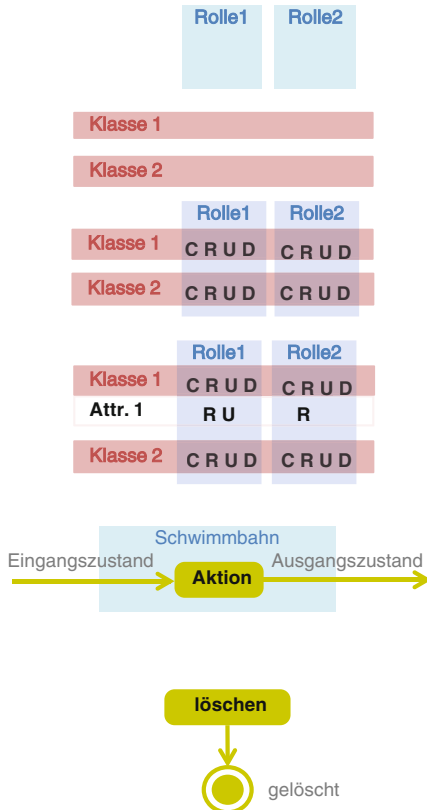 Rolle1 Rolle2
Klasse 1
Klasse 2
Rolle1 Rolle2
Klasse 1 C R U D C R U D
Klasse 2 C R U D C R U D
Rolle1 Rolle2
Klasse 1 C R U D C R U D
Attr. 1 R U R
Klasse 2 C R U D C R U D
Schwimmbahn
Eingangszustand Aktion Ausgangszustand
löschen
gelöscht